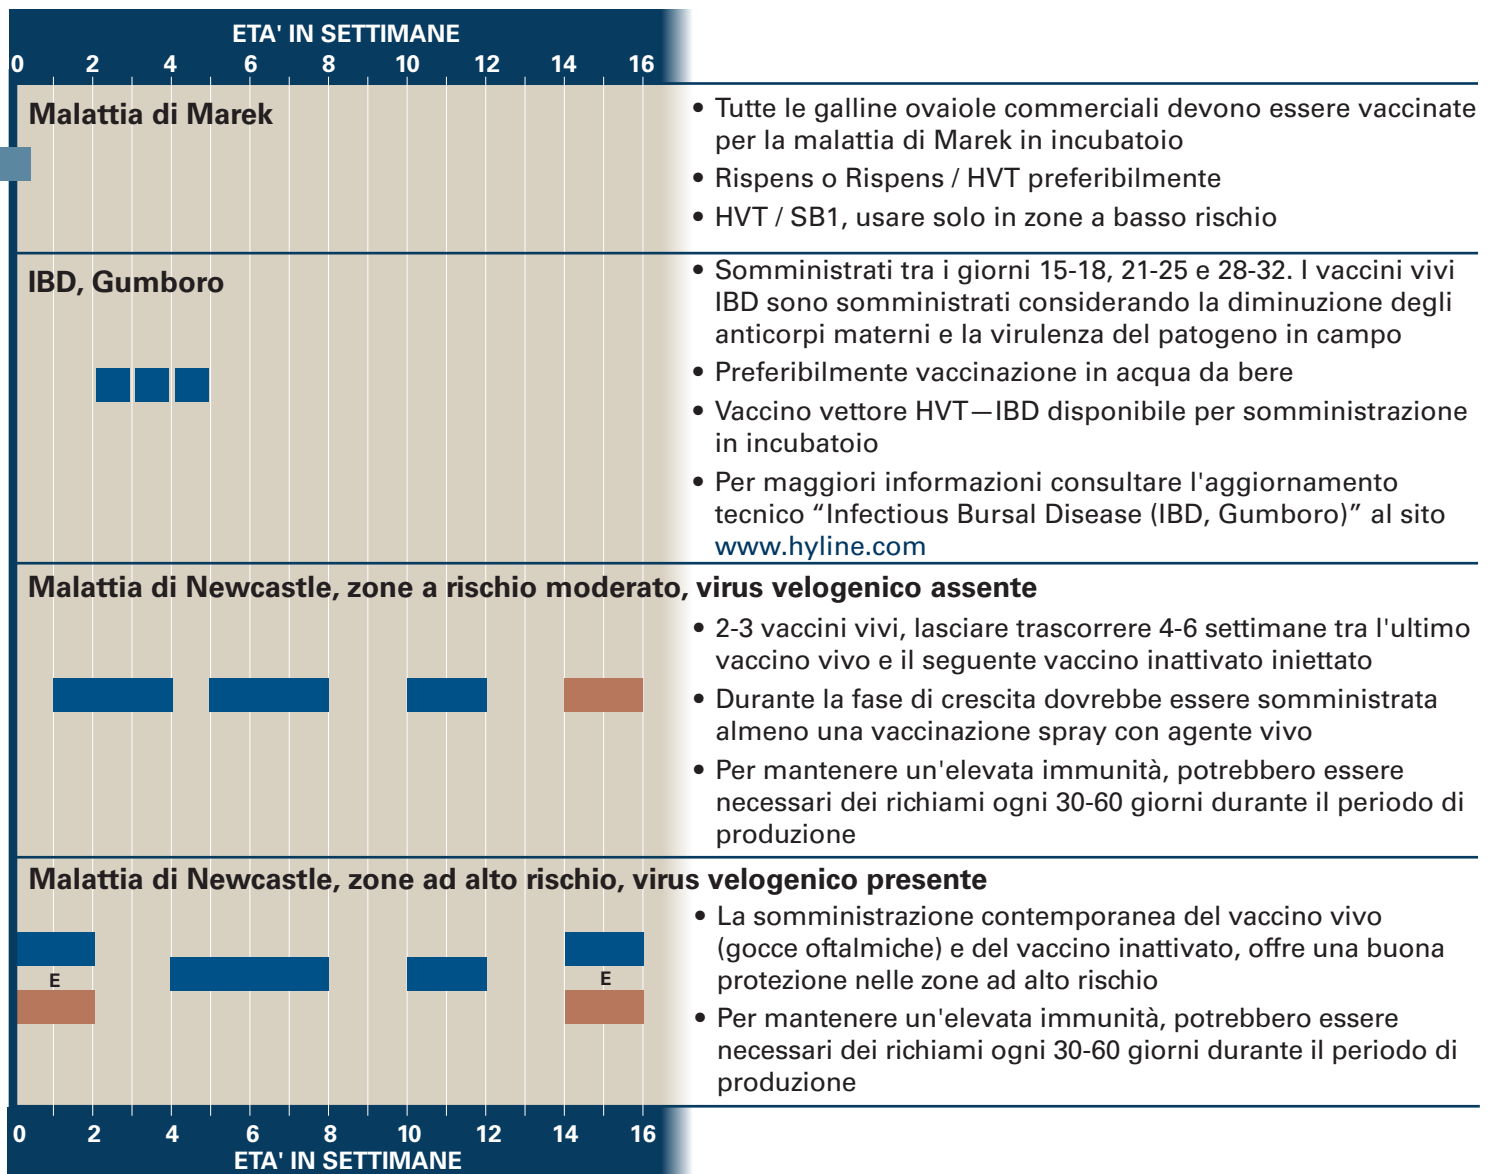 ETA' IN SETTIMANE
0 2 4 6 8 10 12 14 16
Malattia di Marek
• Tutte le galline ovaiole commerciali devono essere vaccinate
per la malattia di Marek in incubatoio
• Rispens o Rispens / HVT preferibilmente
• HVT / SB1, usare solo in zone a basso rischio
IBD, Gumboro
• Somministrati tra i giorni 15-18, 21-25 e 28-32. I vaccini vivi
IBD sono somministrati considerando la diminuzione degli
anticorpi materni e la virulenza del patogeno in campo
• Preferibilmente vaccinazione in acqua da bere
• Vaccino vettore HVT—IBD disponibile per somministrazione
in incubatoio
• Per maggiori informazioni consultare l'aggiornamento
tecnico “Infectious Bursal Disease (IBD, Gumboro)” al sito
www.hyline.com
Malattia di Newcastle, zone a rischio moderato, virus velogenico assente
• 2-3 vaccini vivi, lasciare trascorrere 4-6 settimane tra l'ultimo
vaccino vivo e il seguente vaccino inattivato iniettato
• Durante la fase di crescita dovrebbe essere somministrata
almeno una vaccinazione spray con agente vivo
• Per mantenere un'elevata immunità, potrebbero essere
necessari dei richiami ogni 30-60 giorni durante il periodo di
produzione
Malattia di Newcastle, zone ad alto rischio, virus velogenico presente
E
E
• La somministrazione contemporanea del vaccino vivo
(gocce oftalmiche) e del vaccino inattivato, offre una buona
protezione nelle zone ad alto rischio
• Per mantenere un'elevata immunità, potrebbero essere
necessari dei richiami ogni 30-60 giorni durante il periodo di
produzione
0 2 4 6 8 10 12 14 16
ETA' IN SETTIMANE